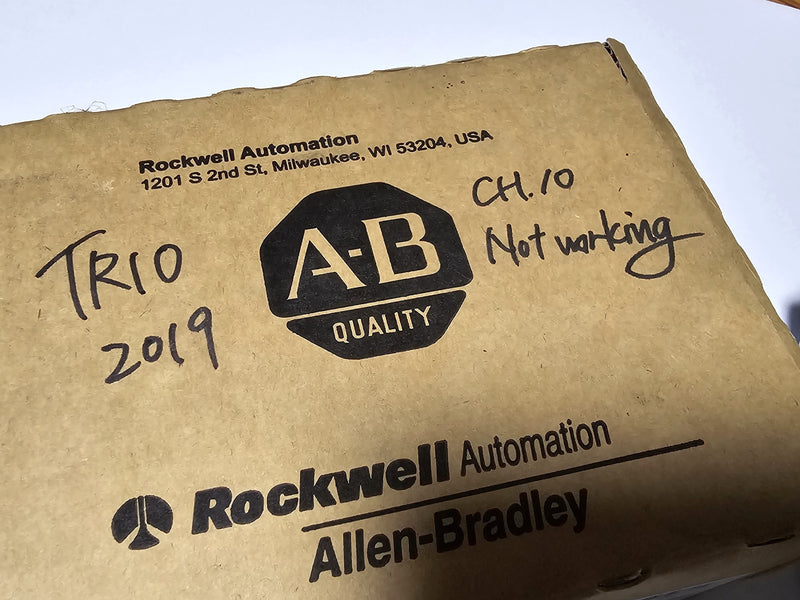 Rockwell Automation
1201 S 2nd St, Milwaukee, WI 53204, USA
TRIO
2019
A-B
QUALITY
CH.10
Not working
Rockwell Automation
Allen-Bradley